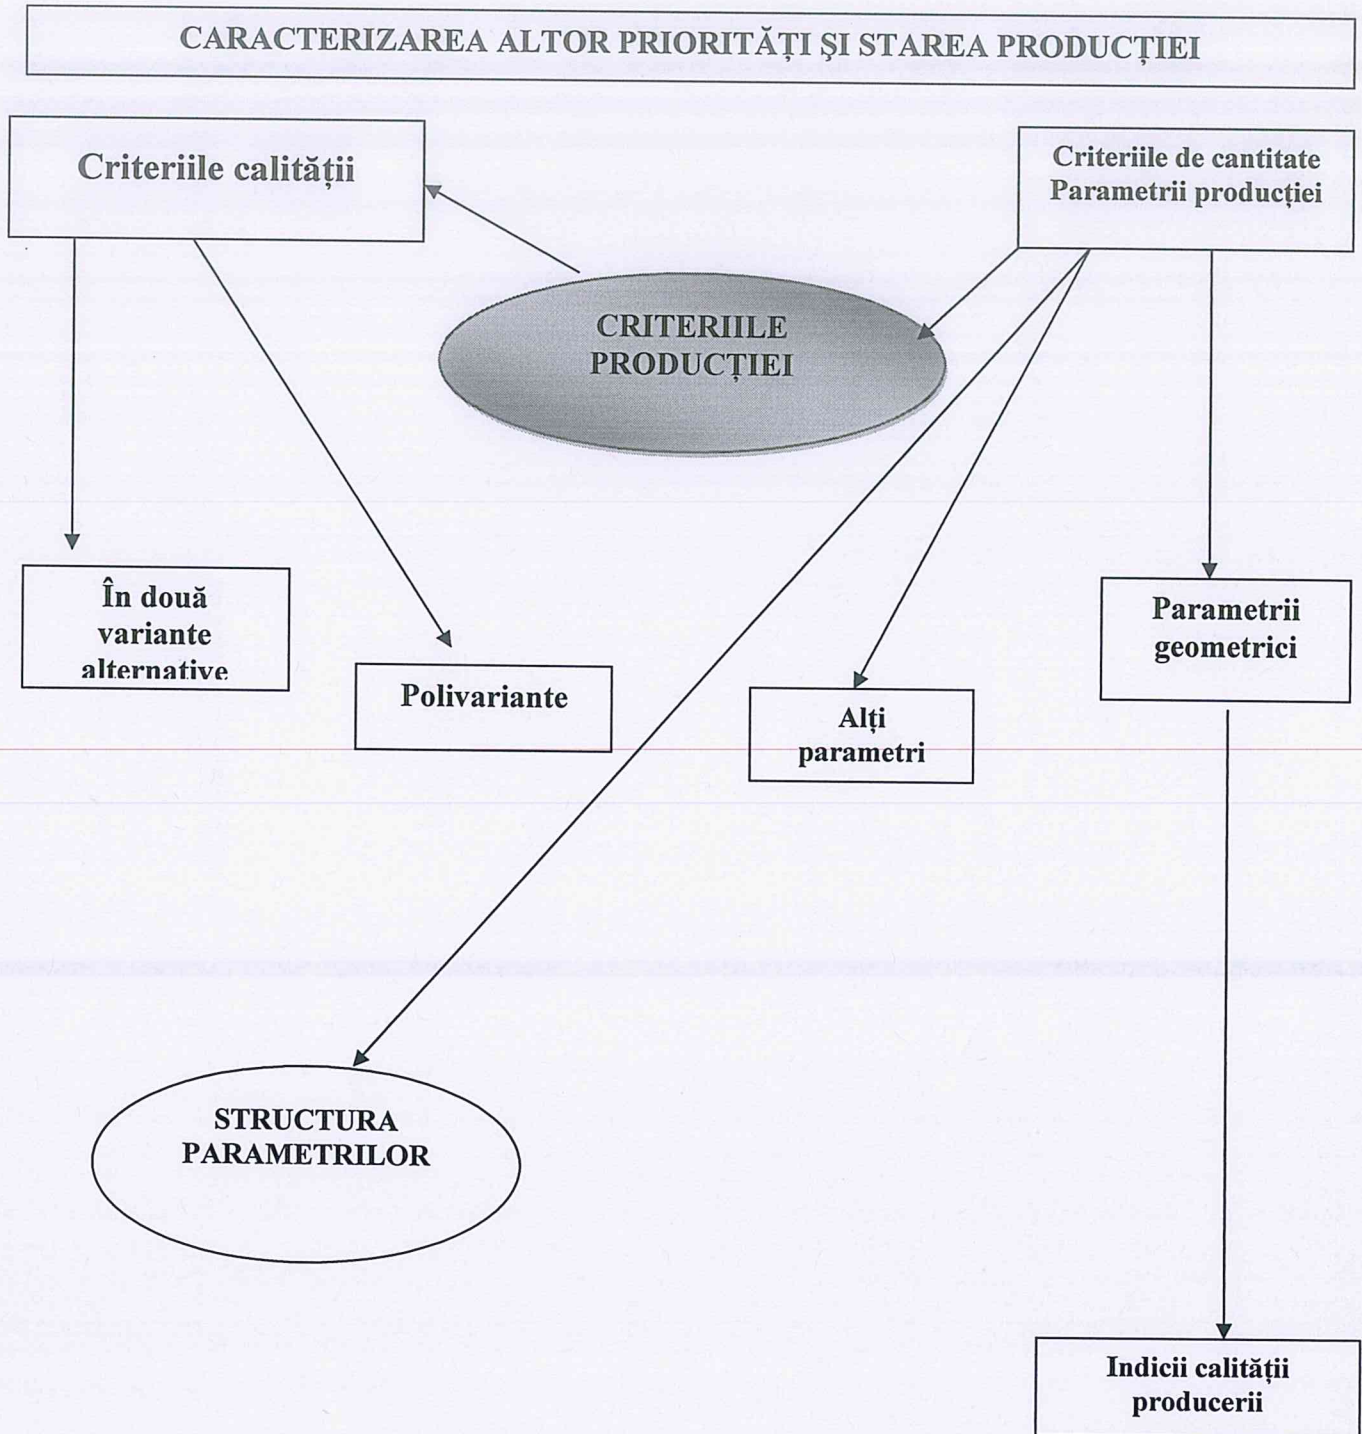 CARACTERIZAREA ALTOR PRIORITĂȚI ŞI STAREA PRODUCȚIEI
Criteriile calității
Criteriile de cantitate
Parametrii producției
CRITERIILE
PRODUCȚIEI
În două
variante
alternative
Polivariante
Alți
parametri
Parametrii
geometrici
STRUCTURA
PARAMETRILOR
Indicii calității
producerii